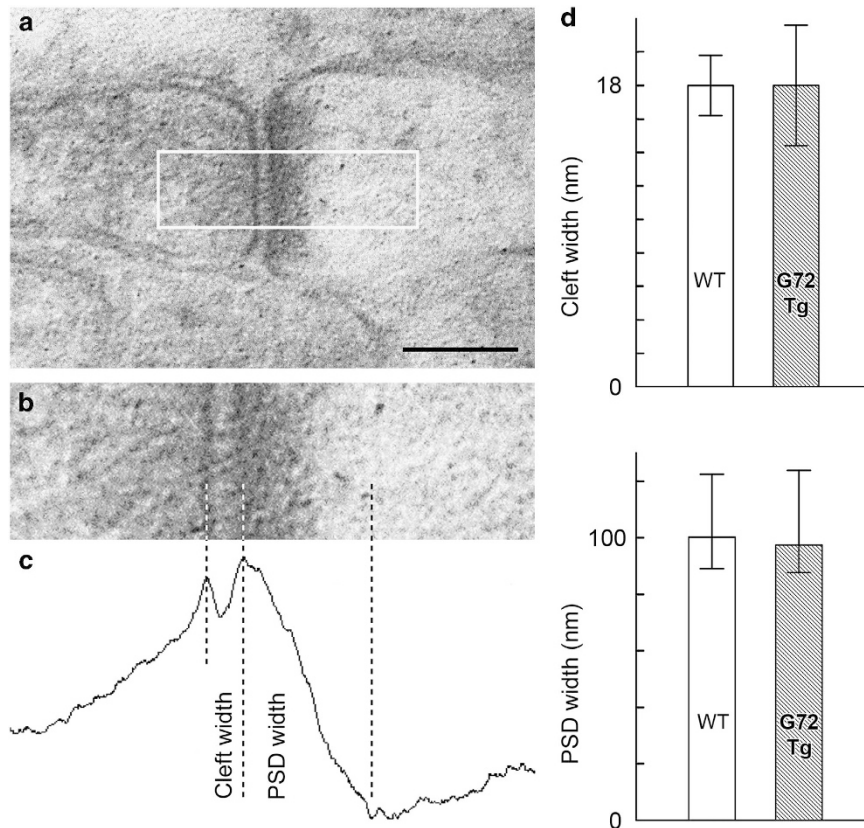 a
b
c
Cleft width
PSD width
d
Cleft width (nm)
18
0
WT
G72
Tg
PSD width (nm)
100
0
WT
G72
Tg